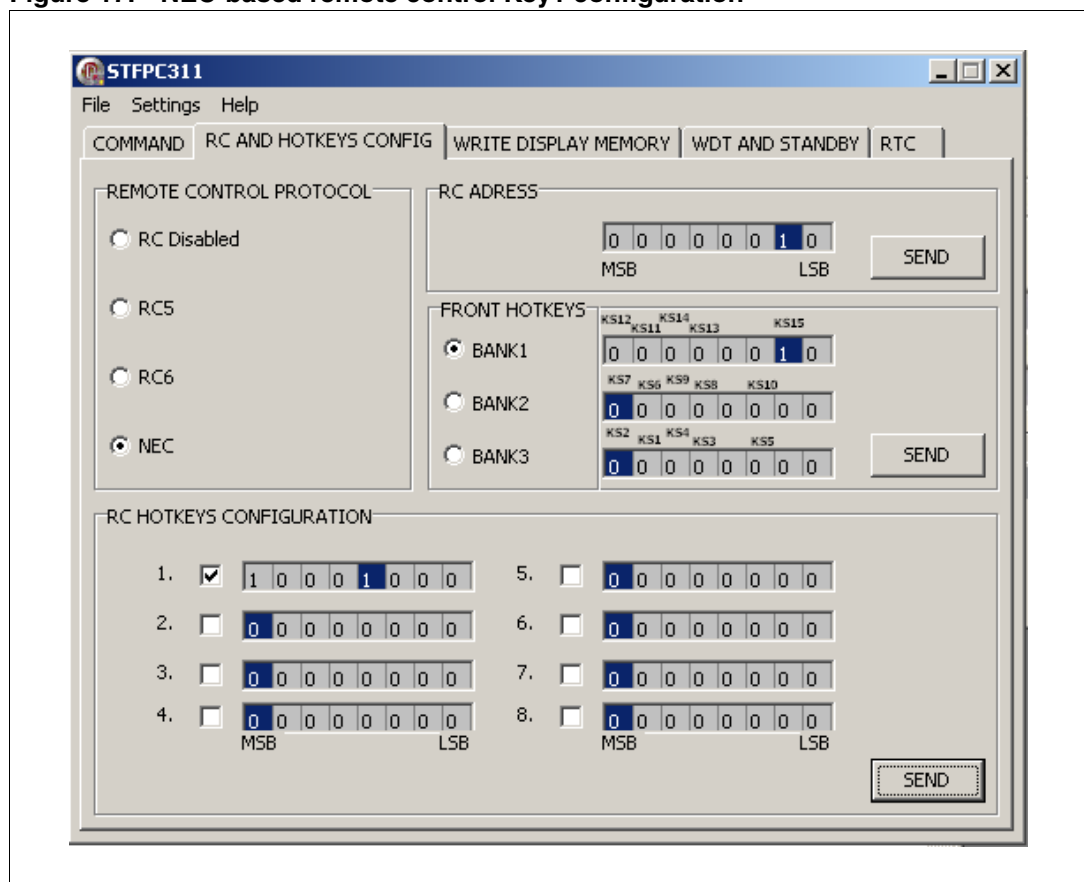 Figure 17. NEC-based remote control Key1 configuration
STFPC311
File Settings Help
COMMAND RC AND HOTKEYS CONFIG WRITE DISPLAY MEMORY WDT AND STANDBY RTC
REMOTE CONTROL PROTOCOL
RC Disabled
RC5
RC6
NEC
RC ADRESS
0 0 0 0 0 0 1 0
MSB LSB
SEND
FRONT HOTKEYS
BANK1
BANK2
BANK3
KS12 KS11 KS14 KS13 KS15
0 0 0 0 0 0 1 0
KS7 KS6 KS9 KS8 KS10
0 0 0 0 0 0 0 0
KS2 KS1 KS4 KS3 KS5
0 0 0 0 0 0 0 0
SEND
RC HOTKEYS CONFIGURATION
1. 1 0 0 0 1 0 0 0
2. 0 0 0 0 0 0 0 0
3. 0 0 0 0 0 0 0 0
4. 0 0 0 0 0 0 0 0
MSB LSB
5. 0 0 0 0 0 0 0 0
6. 0 0 0 0 0 0 0 0
7. 0 0 0 0 0 0 0 0
8. 0 0 0 0 0 0 0 0
MSB LSB
SEND